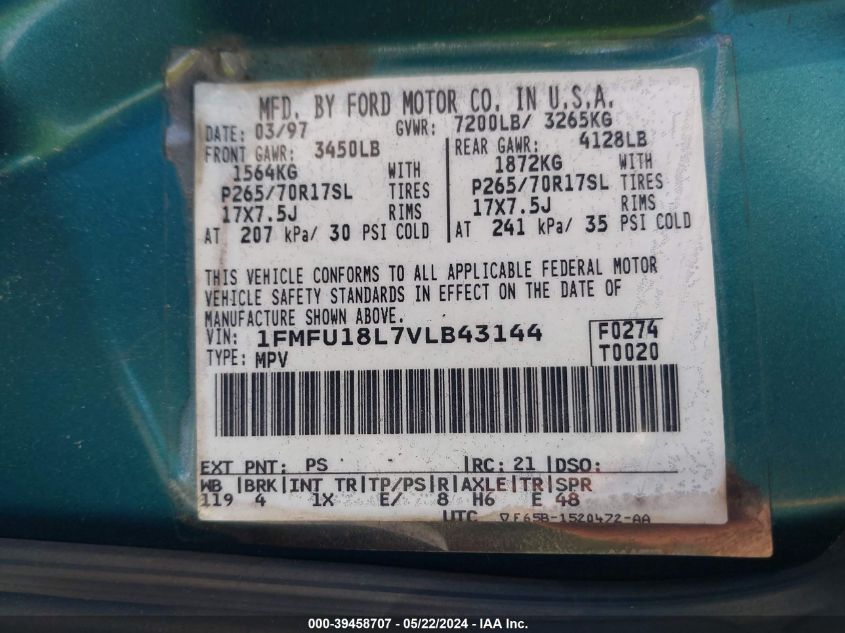 MFD. BY FORD MOTOR CO. IN U.S.A.
DATE: 03/97 GVWR: 7200LB/ 3265KG
FRONT GAWR: 3450LB REAR GAWR: 4128LB
1564KG WITH 1872KG WITH
P265/70R17SL TIRES P265/70R17SL TIRES
17X7.5J RIMS 17X7.5J RIMS
AT 207 kPa/ 30 PSI COLD AT 241 kPa/ 35 PSI COLD
THIS VEHICLE CONFORMS TO ALL APPLICABLE FEDERAL MOTOR
VEHICLE SAFETY STANDARDS IN EFFECT ON THE DATE OF
MANUFACTURE SHOWN ABOVE.
VIN: 1FMFU18L7VLB43144 F0274
TYPE: MPV T0020
EXT PNT: PS RC: 21 DSO:
WB BRK INT TR TP/PS R AXLE TR SPR
119 4 1X E/ 8 H6 E 48
UTC F65B-1520472-AA
000-39458707 - 05/22/2024 - IAA Inc.